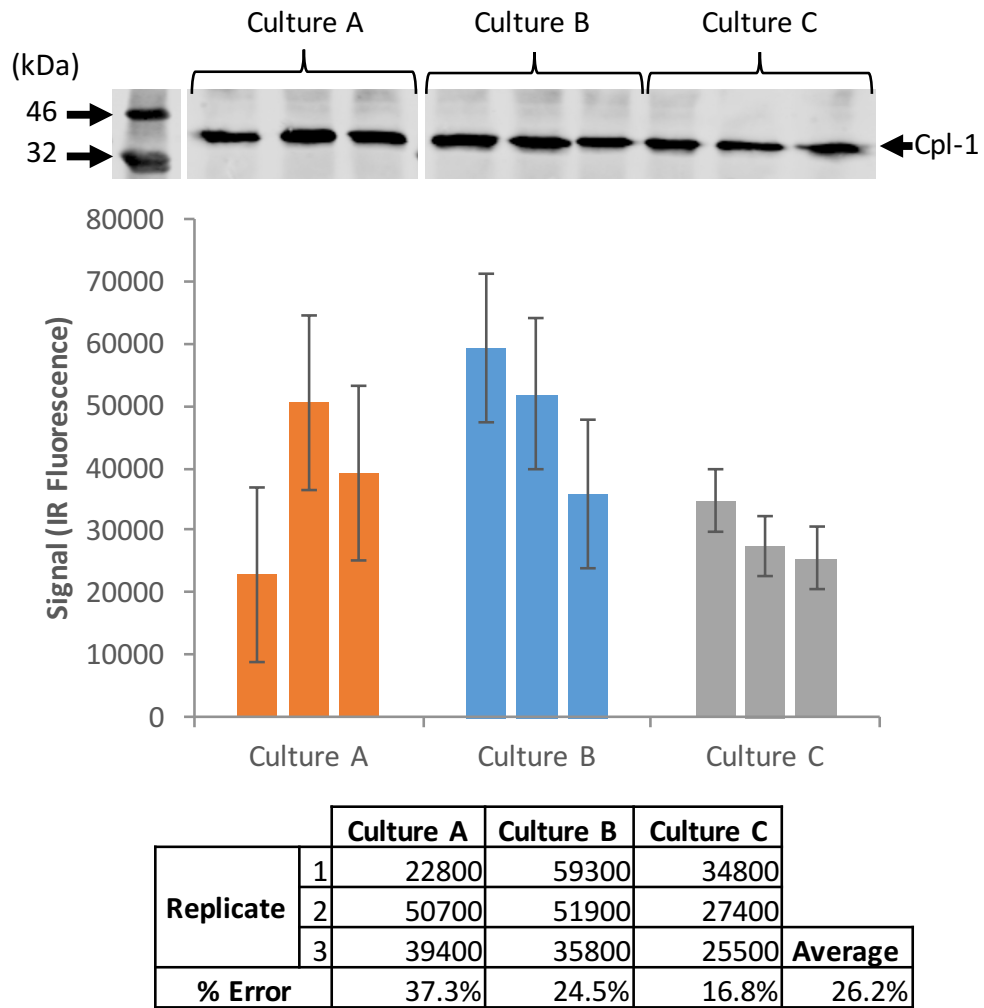 Culture A Culture B Culture C
(kDa)
46
32
Cpl-1
80000
70000
60000
50000
40000
30000
20000
10000
0
Signal (IR Fluorescence)
Culture A Culture B Culture C
Culture A Culture B Culture C
1 22800 59300 34800
Replicate 2 50700 51900 27400
3 39400 35800 25500 Average
% Error 37.3% 24.5% 16.8% 26.2%